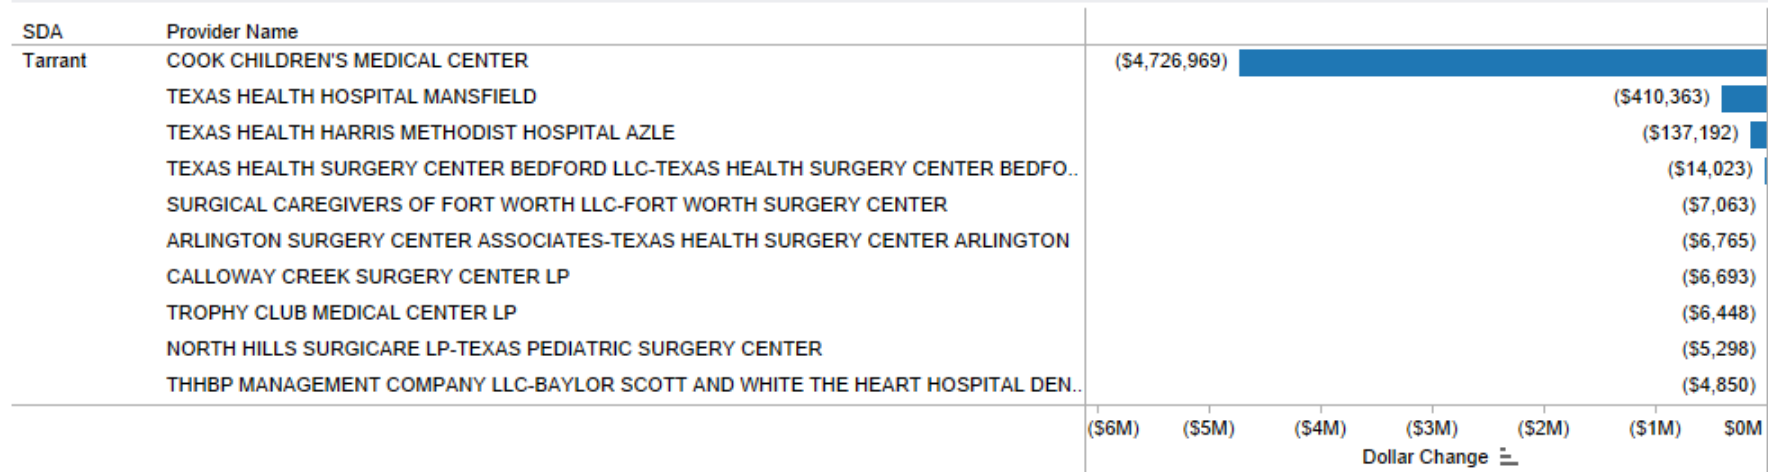 SDA Provider Name
Tarrant COOK CHILDREN'S MEDICAL CENTER ($4,726,969)
TEXAS HEALTH HOSPITAL MANSFIELD ($410,363)
TEXAS HEALTH HARRIS METHODIST HOSPITAL AZLE ($137,192)
TEXAS HEALTH SURGERY CENTER BEDFORD LLC-TEXAS HEALTH SURGERY CENTER BEDFO.. ($14,023)
SURGICAL CAREGIVERS OF FORT WORTH LLC-FORT WORTH SURGERY CENTER ($7,063)
ARLINGTON SURGERY CENTER ASSOCIATES-TEXAS HEALTH SURGERY CENTER ARLINGTON ($6,765)
CALLOWAY CREEK SURGERY CENTER LP ($6,693)
TROPHY CLUB MEDICAL CENTER LP ($6,448)
NORTH HILLS SURGICARE LP-TEXAS PEDIATRIC SURGERY CENTER ($5,298)
THHBP MANAGEMENT COMPANY LLC-BAYLOR SCOTT AND WHITE THE HEART HOSPITAL DEN.. ($4,850)
($6M) ($5M) ($4M) ($3M) ($2M) ($1M) $0M
Dollar Change